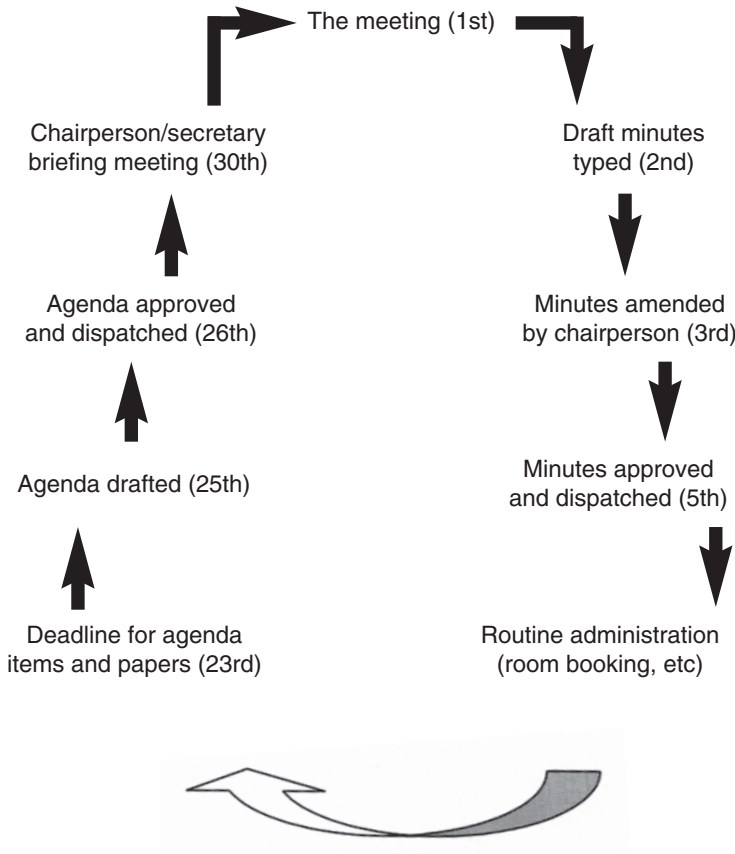 The meeting (1st)
Chairperson/secretary
briefing meeting (30th)
Draft minutes
typed (2nd)
Agenda approved
and dispatched (26th)
Minutes amended
by chairperson (3rd)
Agenda drafted (25th)
Minutes approved
and dispatched (5th)
Deadline for agenda
items and papers (23rd)
Routine administration
(room booking, etc)